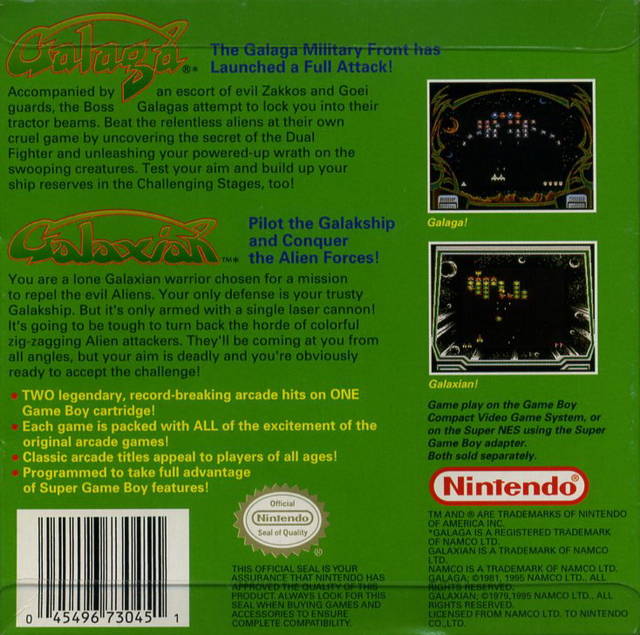 Galaga®*
The Galaga Military Front has
Launched a Full Attack!
Accompanied by an escort of evil Zakkos and Goei
guards, the Boss Galagas attempt to lock you into their
tractor beams. Beat the relentless aliens at their own
cruel game by uncovering the secret of the Dual
Fighter and unleashing your powered-up wrath on the
swooping creatures. Test your aim and build up your
ship reserves in the Challenging Stages, too!
Galaga!
Galaxian™*
Pilot the Galakship
and Conquer
the Alien Forces!
You are a lone Galaxian warrior chosen for a mission
to repel the evil Aliens. Your only defense is your trusty
Galakship. But it's only armed with a single laser cannon!
It's going to be tough to turn back the horde of colorful
zig-zagging Alien attackers. They'll be coming at you from
all angles, but your aim is deadly and you're obviously
ready to accept the challenge!
Galaxian!
• TWO legendary, record-breaking arcade hits on ONE
Game Boy cartridge!
• Each game is packed with ALL of the excitement of the
original arcade games!
• Classic arcade titles appeal to players of all ages!
• Programmed to take full advantage
of Super Game Boy features!
Game play on the Game Boy
Compact Video Game System, or
on the Super NES using the Super
Game Boy adapter.
Both sold separately.
Nintendo®
Official
Nintendo
Seal of Quality
®
THIS OFFICIAL SEAL IS YOUR
ASSURANCE THAT NINTENDO HAS
APPROVED THE QUALITY OF THIS
PRODUCT. ALWAYS LOOK FOR THIS
SEAL WHEN BUYING GAMES AND
ACCESSORIES TO ENSURE
COMPLETE COMPATIBILITY.
TM AND ® ARE TRADEMARKS OF NINTENDO
OF AMERICA INC.
*GALAGA IS A REGISTERED TRADEMARK
OF NAMCO LTD.
GALAXIAN IS A TRADEMARK OF NAMCO
LTD.
NAMCO IS A TRADEMARK OF NAMCO LTD.
GALAGA; ©1981, 1995 NAMCO LTD., ALL
RIGHTS RESERVED.
GALAXIAN; ©1979,1995 NAMCO LTD., ALL
RIGHTS RESERVED.
LICENSED FROM NAMCO LTD. TO NINTENDO
CO.,LTD.
0 45496 73045 1